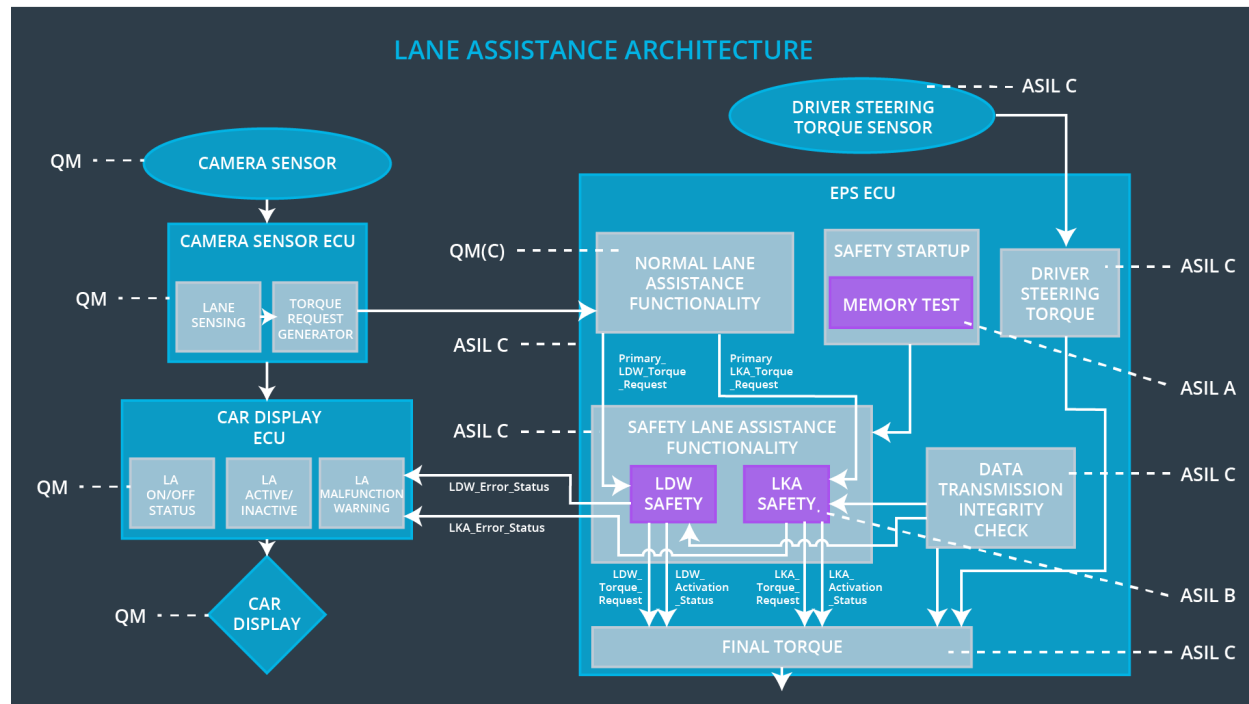 LANE ASSISTANCE ARCHITECTURE
ASIL C
DRIVER STEERING
TORQUE SENSOR
QM
CAMERA SENSOR
EPS ECU
CAMERA SENSOR ECU
QM(C)
NORMAL LANE
ASSISTANCE
FUNCTIONALITY
SAFETY STARTUP
MEMORY TEST
DRIVER
STEERING
TORQUE
ASIL C
QM
LANE
SENSING
TORQUE
REQUEST
GENERATOR
ASIL C
Primary_
LDW_Torque
_Request
Primary
LKA_Torque
_Request
ASIL A
CAR DISPLAY
ECU
ASIL C
SAFETY LANE ASSISTANCE
FUNCTIONALITY
QM
LA
ON/OFF
STATUS
LA
ACTIVE/
INACTIVE
LA
MALFUNCTION
WARNING
LDW_Error_Status
LKA_Error_Status
LDW
SAFETY
LKA
SAFETY
DATA
TRANSMISSION
INTEGRITY
CHECK
ASIL C
LDW_
Torque_
Request
LDW_
Activation
_Status
LKA_
Torque_
Request
LKA_
Activation
_Status
ASIL B
QM
CAR
DISPLAY
FINAL TORQUE
ASIL C